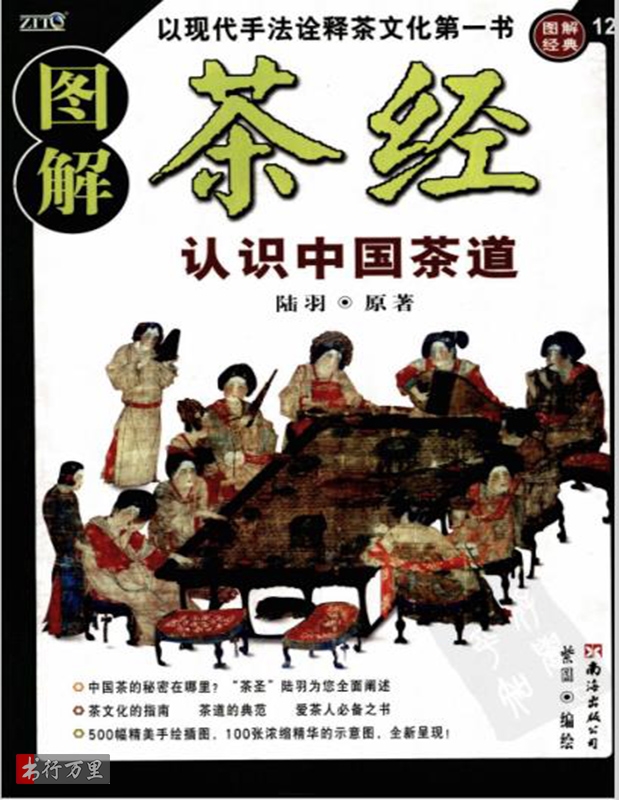 ZITO
以现代手法诠释茶文化第一书
图解
经典
12
图解
茶经
认识中国茶道
陆羽⊙原著
中国茶的秘密在哪里？“茶圣”陆羽为您全面阐述
茶文化的指南 茶道的典范 爱茶人必备之书
500幅精美手绘插图，100张浓缩精华的示意图，全新呈现！
紫图⊙编绘
南海出版公司
书行万里